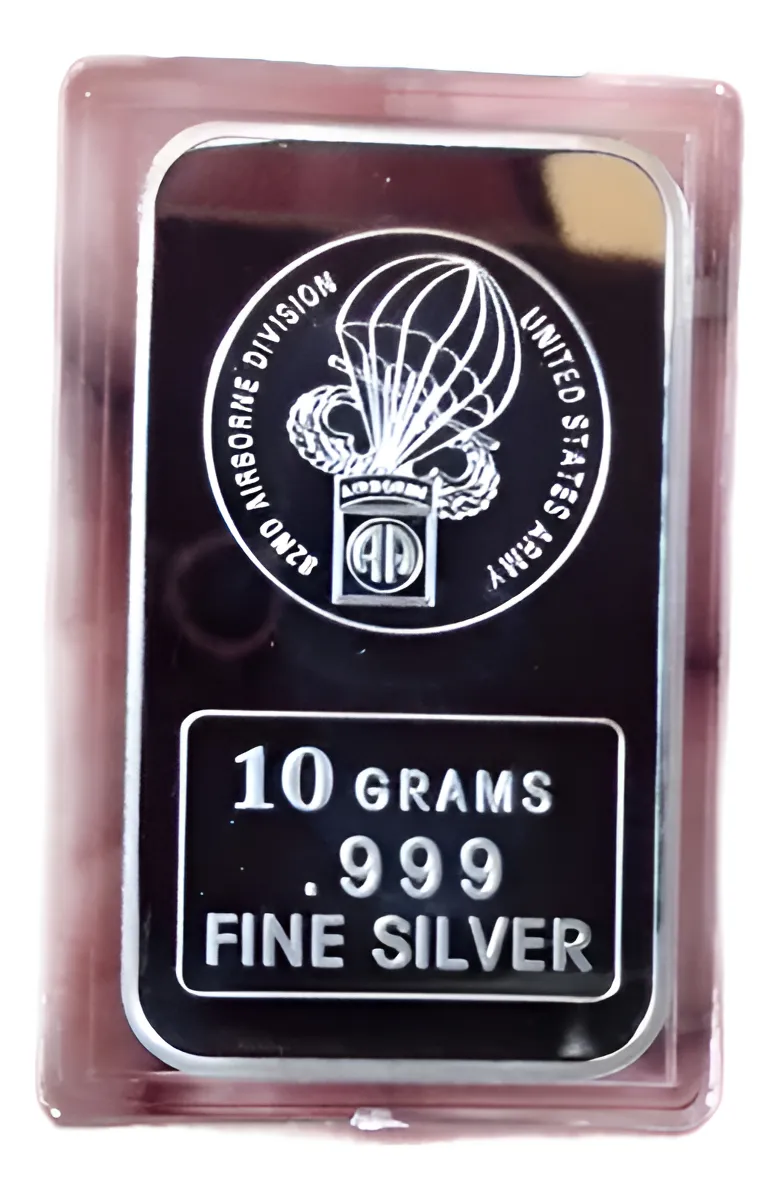 82ND AIRBORNE DIVISION
UNITED STATES ARMY
AIRBORNE
AA
10 GRAMS
.999
FINE SILVER